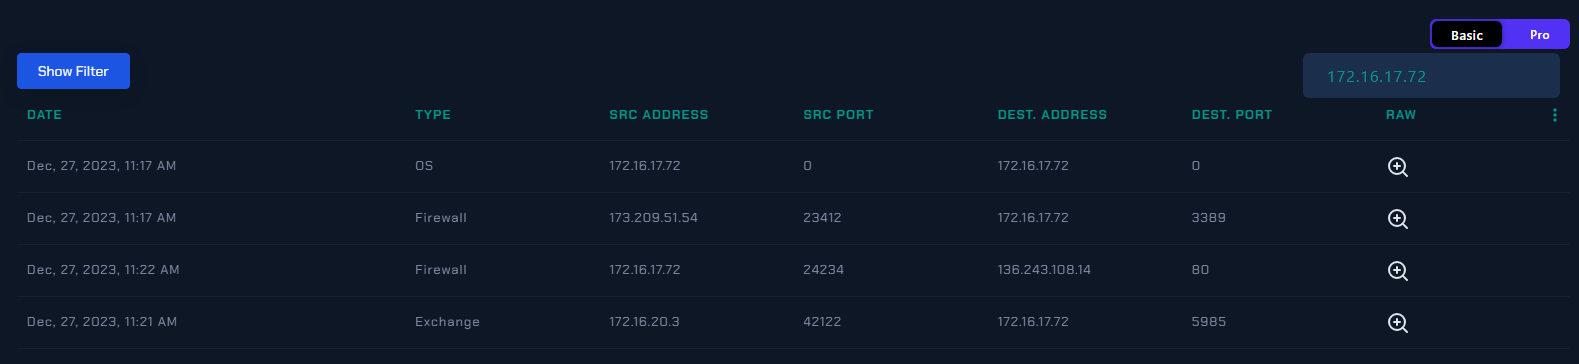 Basic Pro
Show Filter
172.16.17.72
DATE TYPE SRC ADDRESS SRC PORT DEST. ADDRESS DEST. PORT RAW
Dec, 27, 2023, 11:17 AM OS 172.16.17.72 0 172.16.17.72 0
Dec, 27, 2023, 11:17 AM Firewall 173.209.51.54 23412 172.16.17.72 3389
Dec, 27, 2023, 11:22 AM Firewall 172.16.17.72 24234 136.243.108.14 80
Dec, 27, 2023, 11:21 AM Exchange 172.16.20.3 42122 172.16.17.72 5985